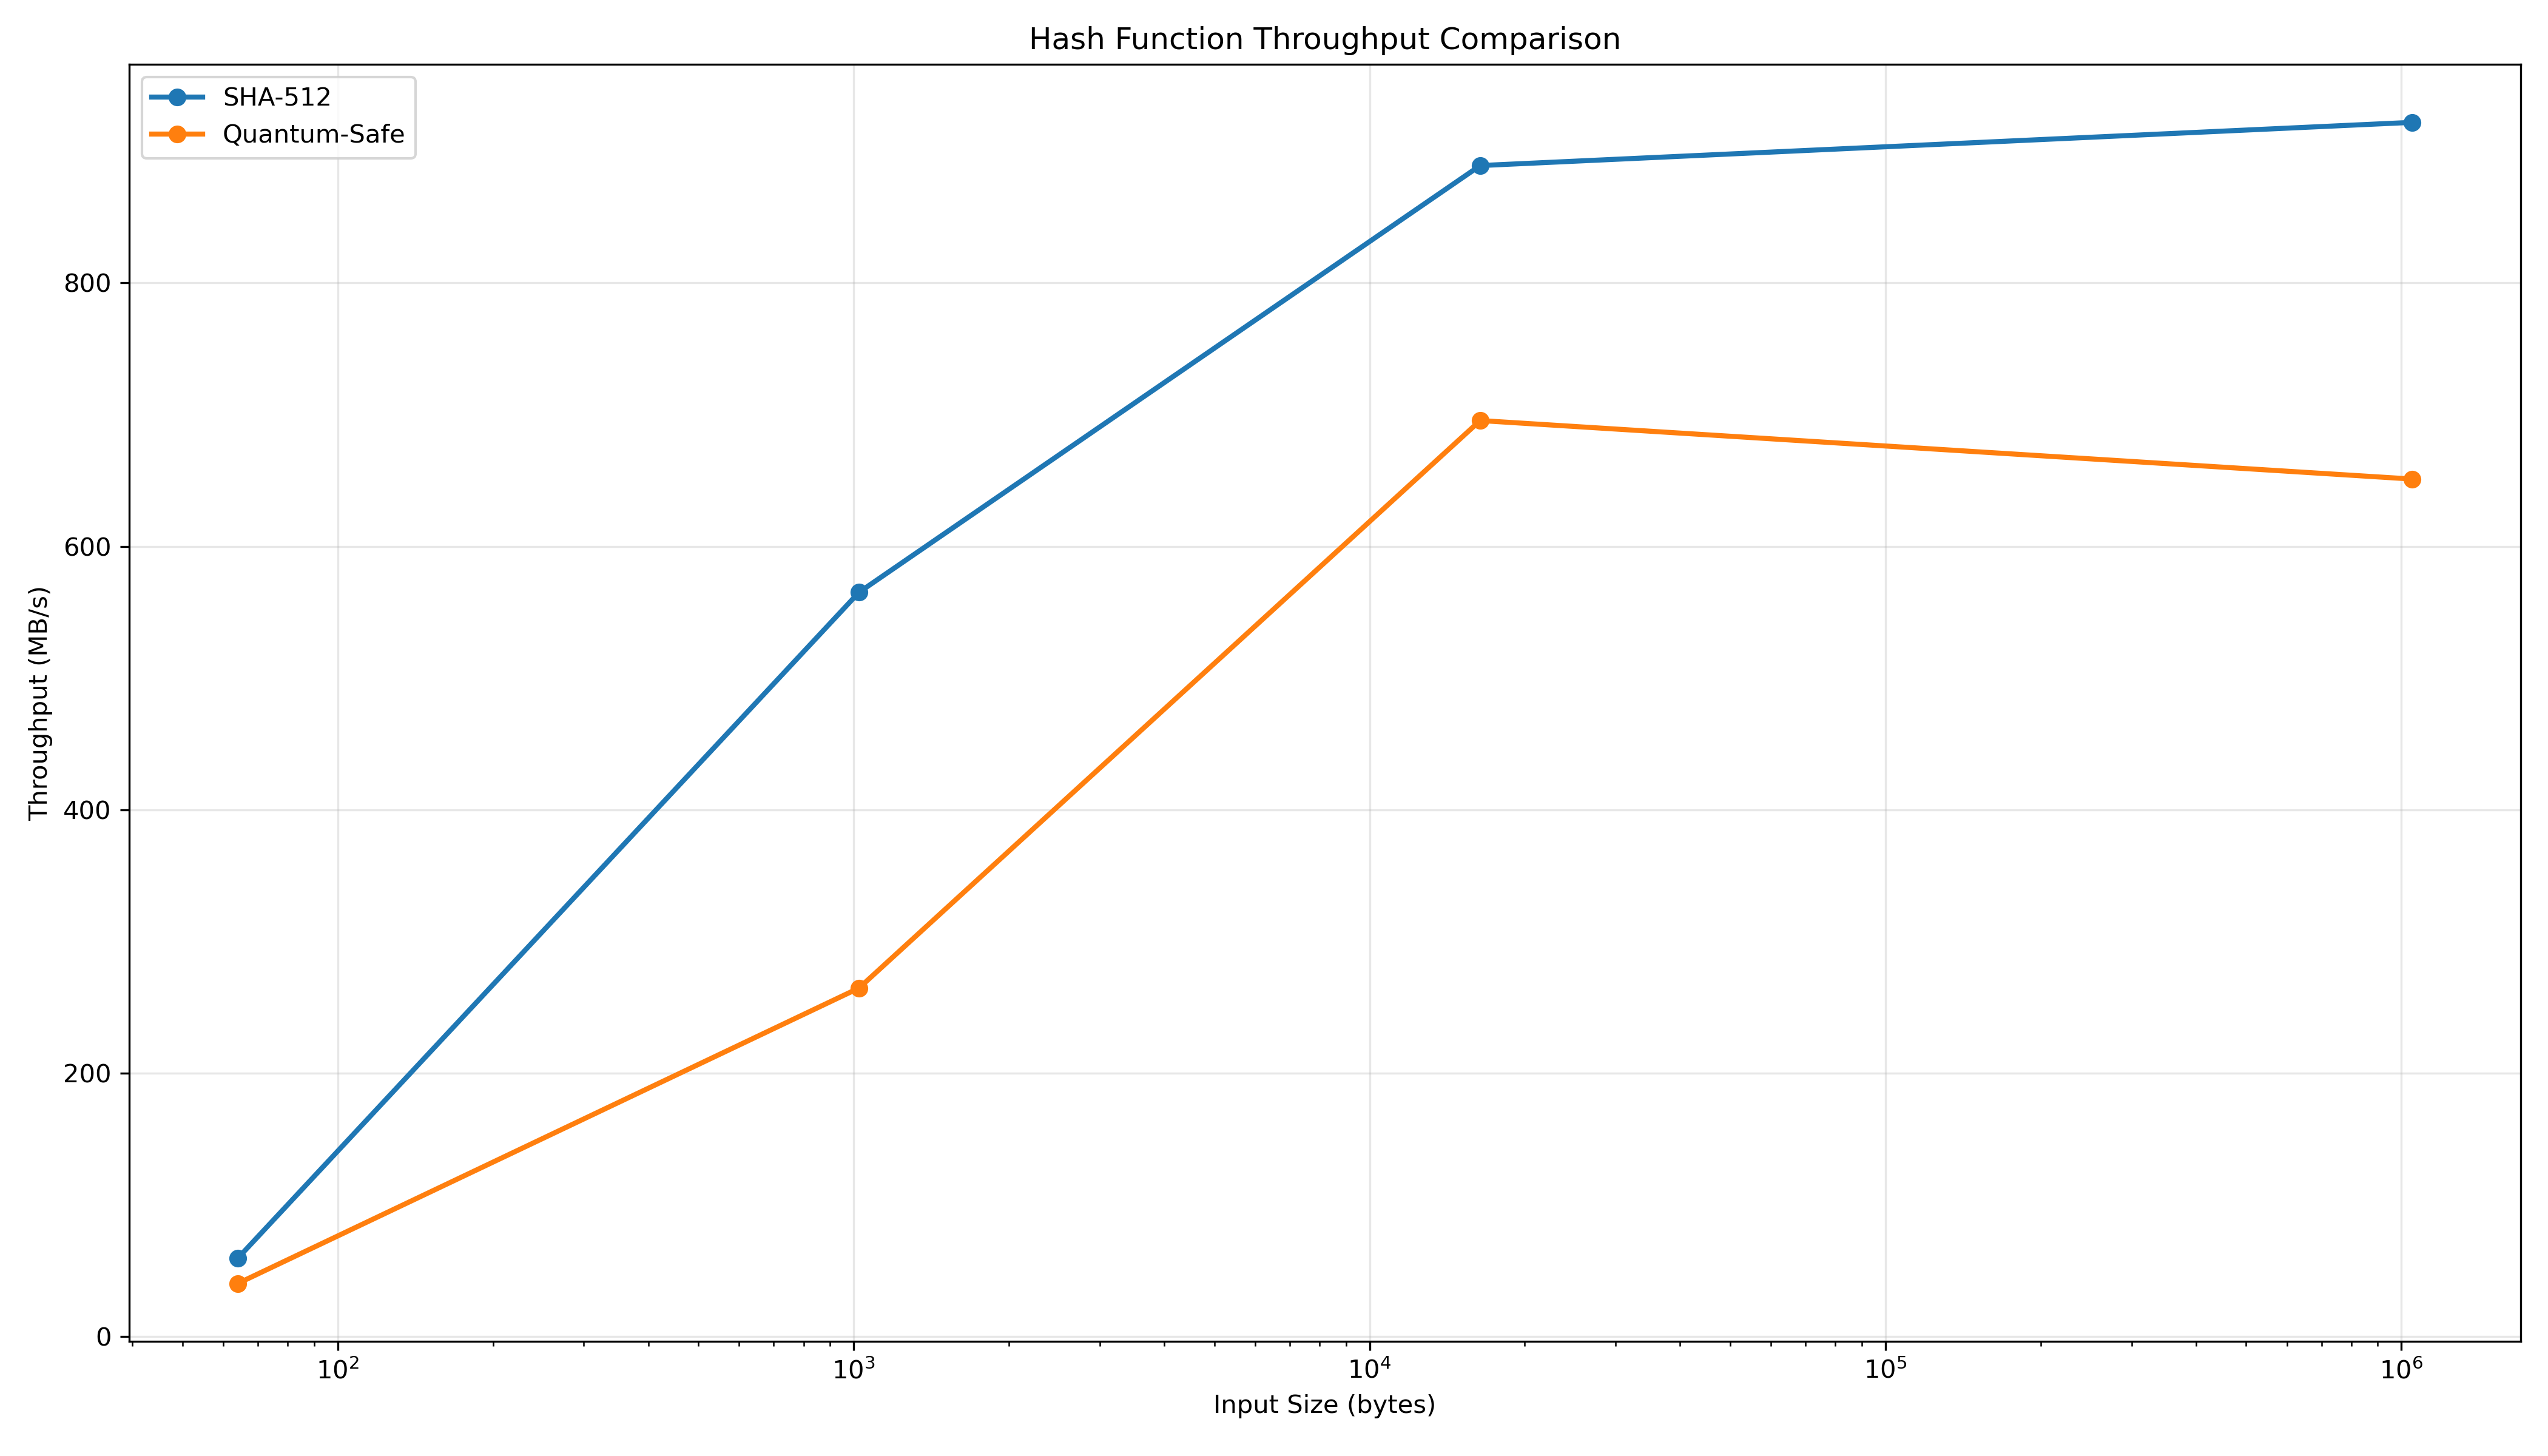 Hash Function Throughput Comparison
SHA-512
Quantum-Safe
800
600
400
200
0
Throughput (MB/s)
10² 10³ 10⁴ 10⁵ 10⁶
Input Size (bytes)